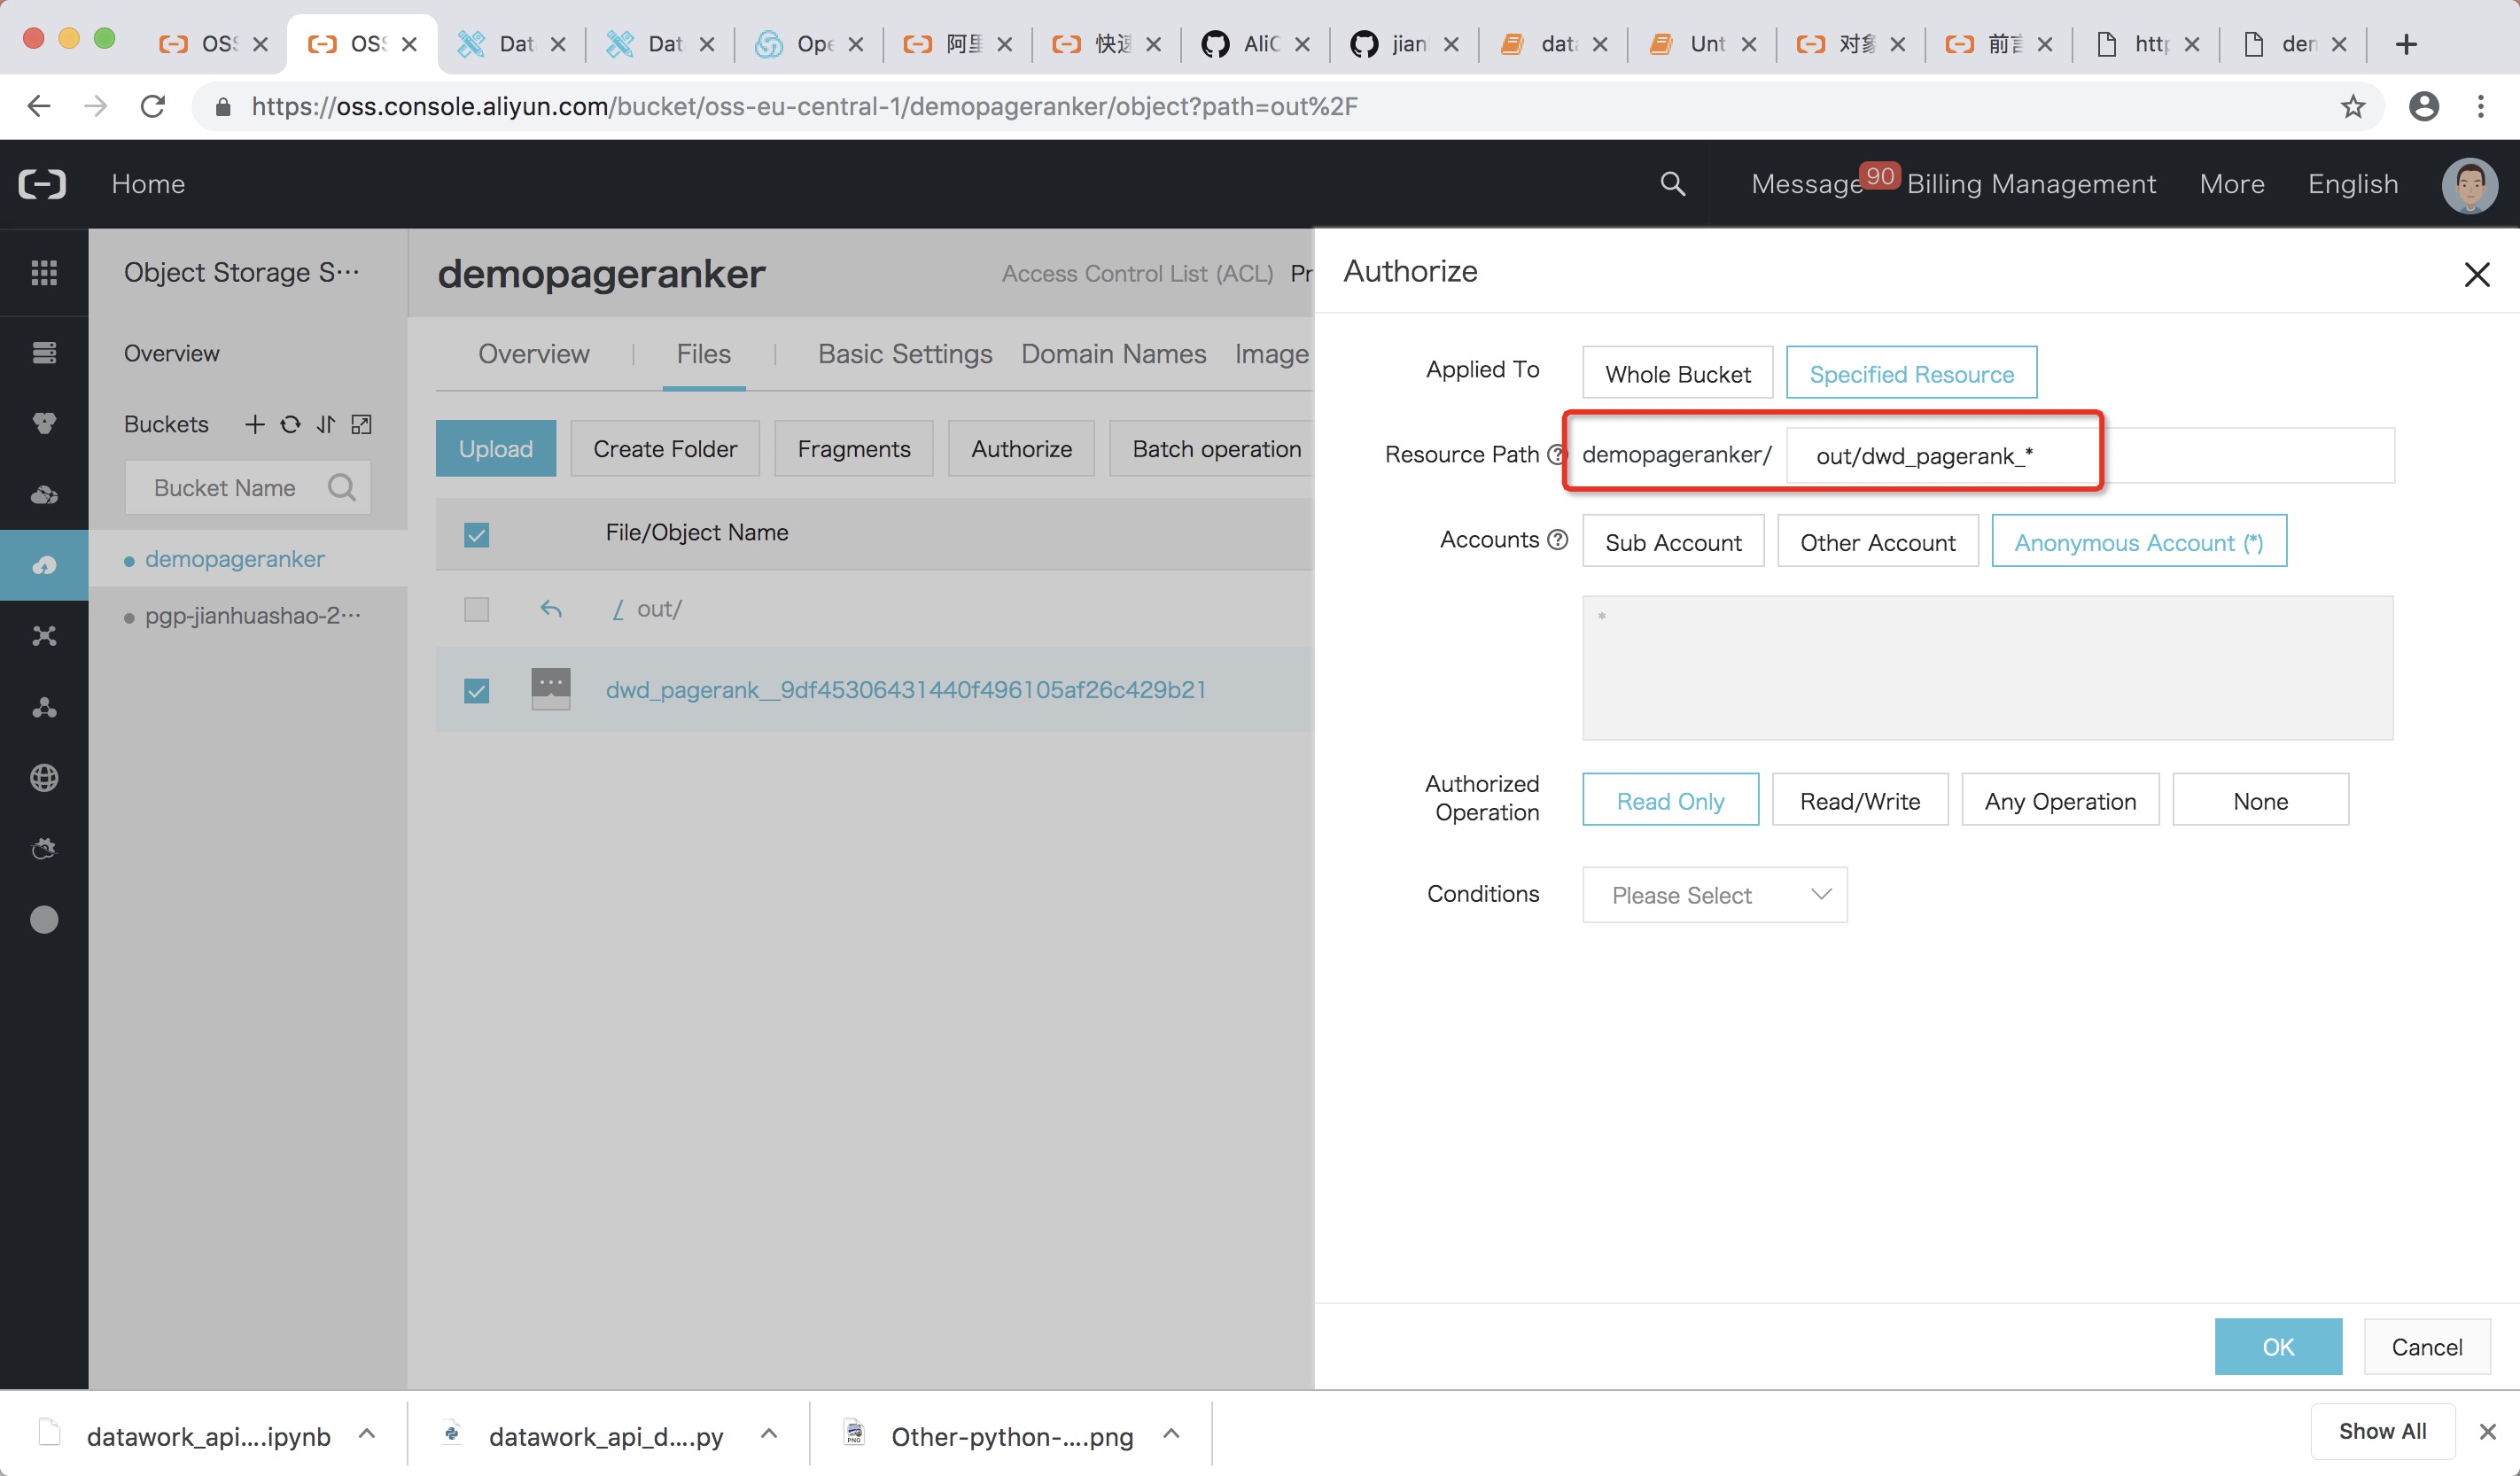 OSS
OSS
Dat
Dat
Ope
阿里
快速
AliC
jian
data
Unt
对象
前言
http
den
https://oss.console.aliyun.com/bucket/oss-eu-central-1/demopageranker/object?path=out%2F
Home
Message 90
Billing Management
More
English
Object Storage S···
Overview
Buckets
Bucket Name
demopageranker
pgp-jianhuashao-2···
demopageranker
Access Control List (ACL) Pr
Overview
Files
Basic Settings
Domain Names
Image
Upload
Create Folder
Fragments
Authorize
Batch operation
File/Object Name
/ out/
dwd_pagerank__9df45306431440f496105af26c429b21
Authorize
Applied To
Whole Bucket
Specified Resource
Resource Path ?
demopageranker/
out/dwd_pagerank_*
Accounts ?
Sub Account
Other Account
Anonymous Account (*)
*
Authorized
Operation
Read Only
Read/Write
Any Operation
None
Conditions
Please Select
OK
Cancel
datawork_api....ipynb
datawork_api_d....py
PNG
Other-python-....png
Show All